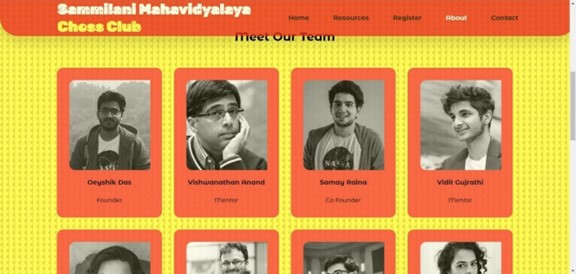 Sammilani Mahavidyalaya
Chess Club
Home Resources Register About Contact
Meet Our Team
Oeyshik Das
Vishwanathan Anand
Samay Raina
Vidit Gujrathi
Founder
Mentor
Co Founder
Mentor